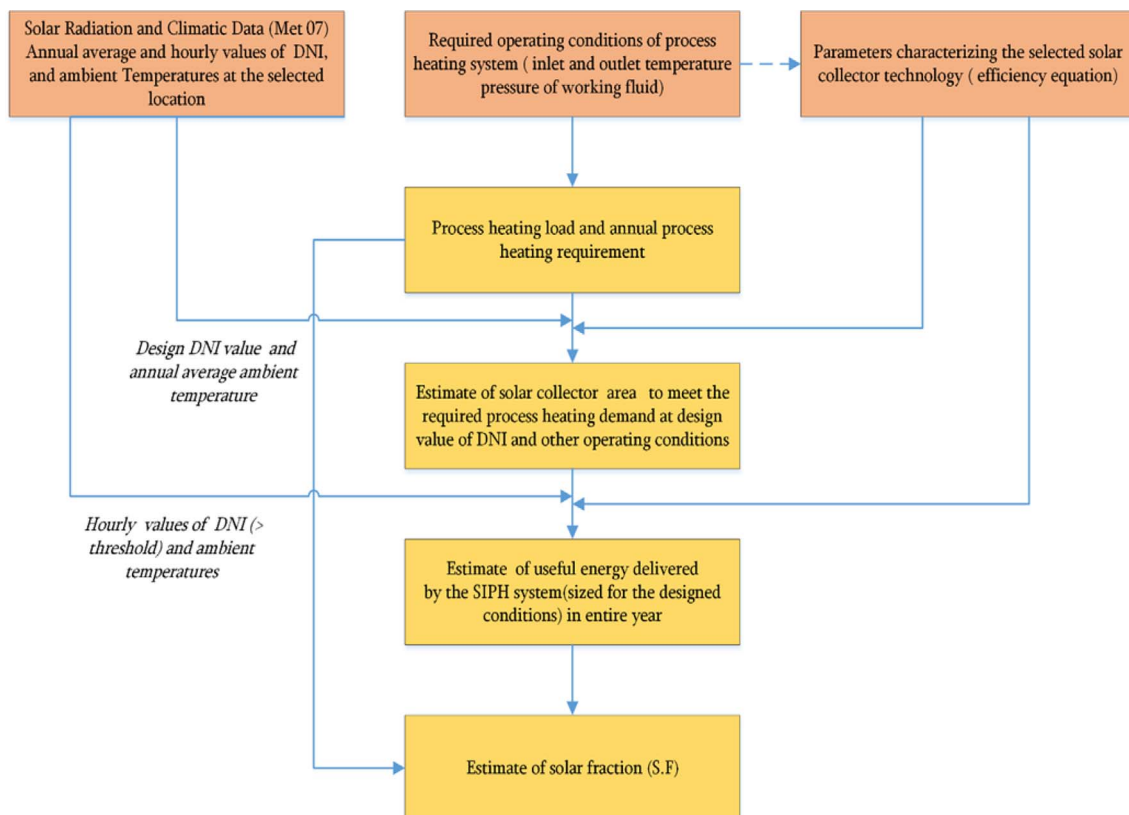 Solar Radiation and Climatic Data (Met 07)
Annual average and hourly values of DNI,
and ambient Temperatures at the selected
location
Required operating conditions of process
heating system ( inlet and outlet temperature
pressure of working fluid)
Parameters characterizing the selected solar
collector technology ( efficiency equation)
Process heating load and annual process
heating requirement
Design DNI value and
annual average ambient
temperature
Estimate of solar collector area to meet the
required process heating demand at design
value of DNI and other operating conditions
Hourly values of DNI (>
threshold) and ambient
temperatures
Estimate of useful energy delivered
by the SIPH system(sized for the designed
conditions) in entire year
Estimate of solar fraction (S.F)